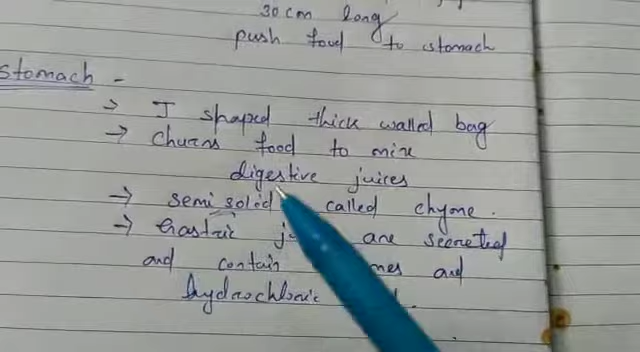 30 cm long
push food to stomach
Stomach -
→ J shaped thick walled bag
→ Churns food to mix
digestive juices
→ semi solid called chyme.
→ Gastric are secreted
and contain and
hydrochloric